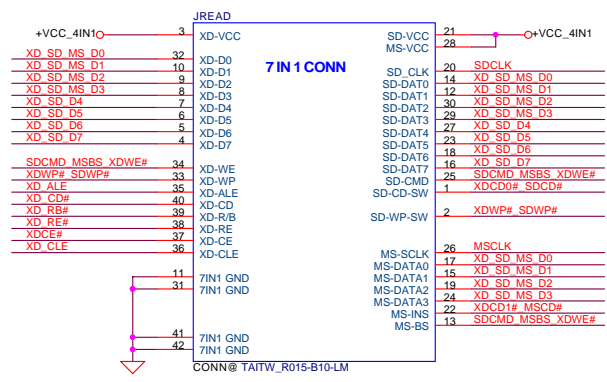 JREAD
+VCC_4IN1 3 XD-VCC SD-VCC 21 +VCC_4IN1
MS-VCC 28
7 IN 1 CONN
XD_SD_MS_D0 32 XD-D0 SD_CLK 20 SDCLK
XD_SD_MS_D1 10 XD-D1 SD-DAT0 14 XD_SD_MS_D0
XD_SD_MS_D2 9 XD-D2 SD-DAT1 12 XD_SD_MS_D1
XD_SD_MS_D3 8 XD-D3 SD-DAT2 30 XD_SD_MS_D2
XD_SD_D4 7 XD-D4 SD-DAT3 29 XD_SD_MS_D3
XD_SD_D5 6 XD-D5 SD-DAT4 27 XD_SD_D4
XD_SD_D6 5 XD-D6 SD-DAT5 23 XD_SD_D5
XD_SD_D7 4 XD-D7 SD-DAT6 18 XD_SD_D6
SD-DAT7 16 XD_SD_D7
SDCMD_MSBS_XDWE# 34 XD-WE SD-CMD 25 SDCMD_MSBS_XDWE#
XDWP#_SDWP# 33 XD-WP SD-CD-SW 1 XDCD0#_SDCD#
XD_ALE 35 XD-ALE
XD_CD# 40 XD-CD
XD_RB# 39 XD-R/B SD-WP-SW 2 XDWP#_SDWP#
XD_RE# 38 XD-RE
XDCE# 37 XD-CE
XD_CLE 36 XD-CLE MS-SCLK 26 MSCLK
MS-DATA0 17 XD_SD_MS_D0
11 7IN1 GND MS-DATA1 15 XD_SD_MS_D1
31 7IN1 GND MS-DATA2 19 XD_SD_MS_D2
MS-DATA3 24 XD_SD_MS_D3
MS-INS 22 XDCD1#_MSCD#
MS-BS 13 SDCMD_MSBS_XDWE#
41 7IN1 GND
42 7IN1 GND
CONN@ TAITW_R015-B10-LM